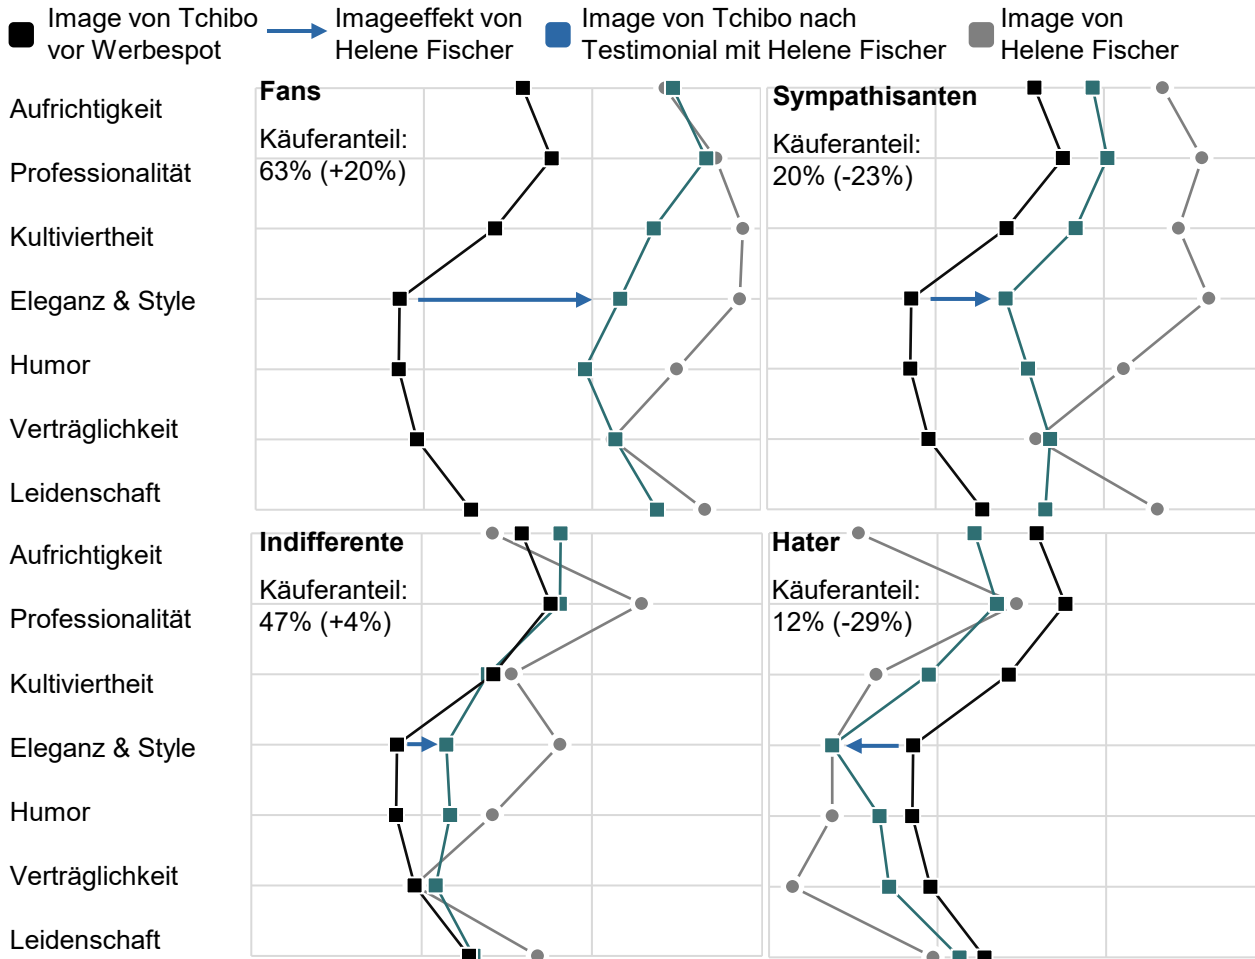 Image von Tchibo
vor Werbespot
Imageeffekt von
Helene Fischer
Image von Tchibo nach
Testimonial mit Helene Fischer
Image von
Helene Fischer
Aufrichtigkeit
Professionalität
Kultiviertheit
Eleganz & Style
Humor
Verträglichkeit
Leidenschaft
Fans
Käuferanteil:
63% (+20%)
Sympathisanten
Käuferanteil:
20% (-23%)
Aufrichtigkeit
Professionalität
Kultiviertheit
Eleganz & Style
Humor
Verträglichkeit
Leidenschaft
Indifferente
Käuferanteil:
47% (+4%)
Hater
Käuferanteil:
12% (-29%)